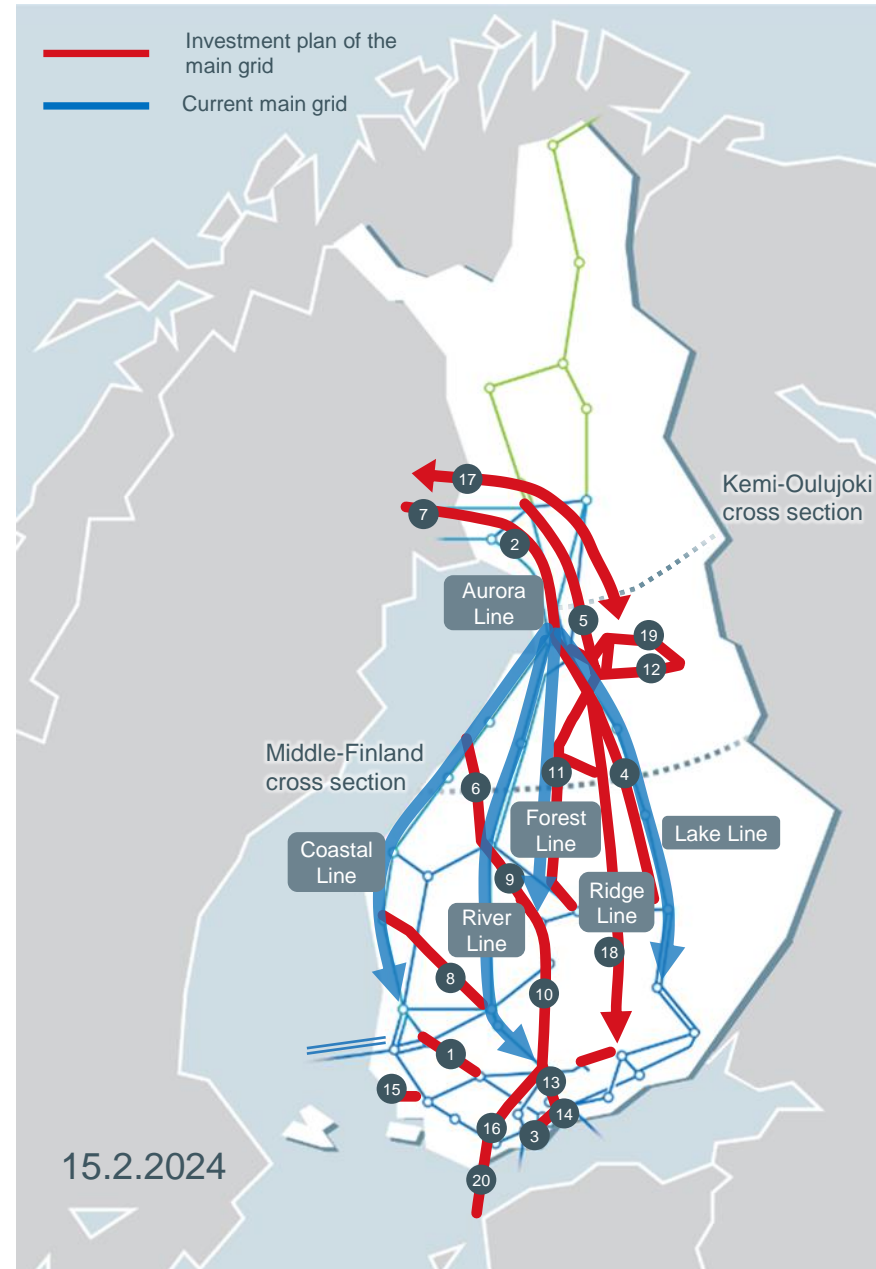 Investment plan of the
main grid
Current main grid
17
7
2
Kemi-Oulujoki
cross section
Aurora
Line
5
19
12
Middle-Finland
cross section
11
4
6
Forest
Line
Lake Line
Coastal
Line
9
Ridge
Line
River
Line
18
8
10
1
13
15
14
16
3
15.2.2024
20